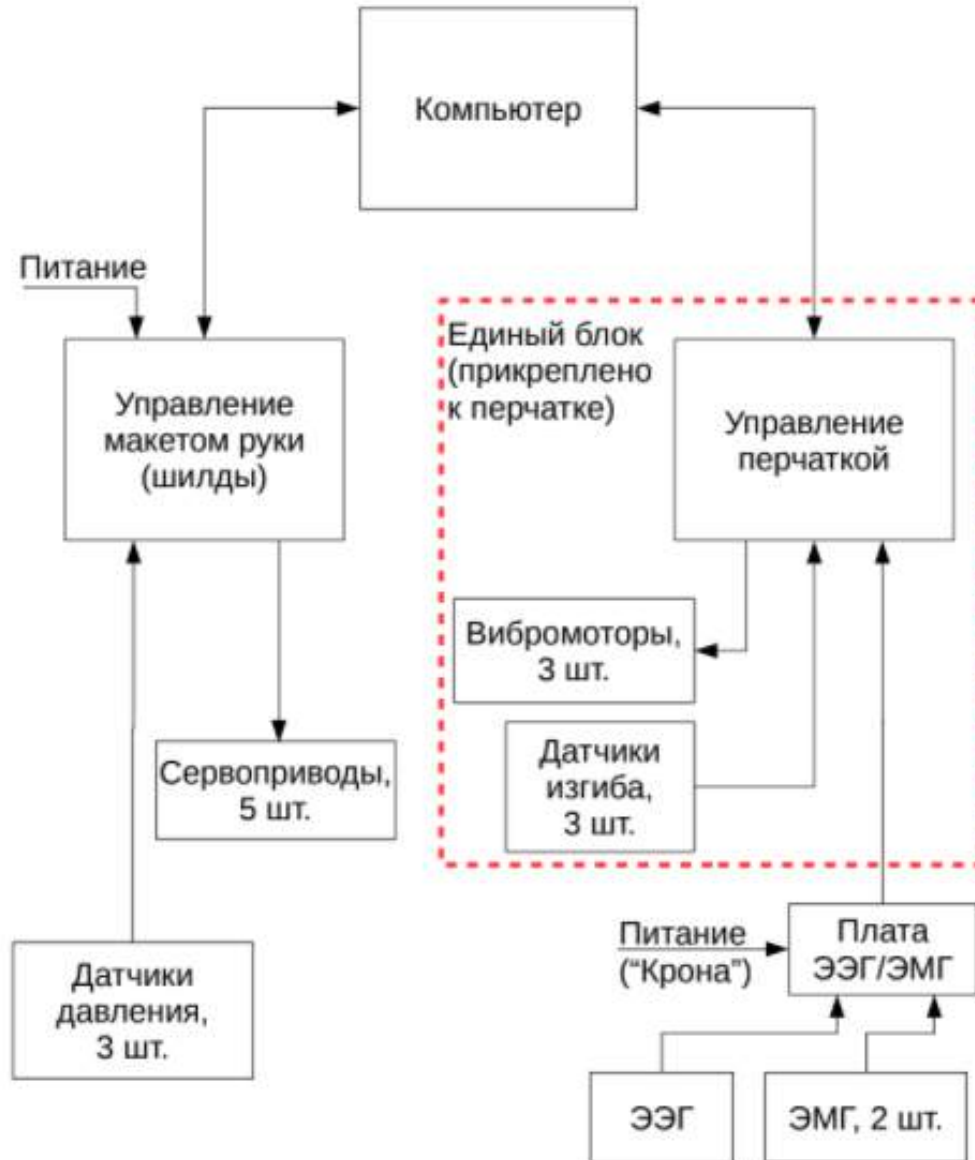 Компьютер
Питание
Управление
макетом руки
(шилды)
Единый блок
(прикреплено
к перчатке)
Управление
перчаткой
Вибромоторы,
3 шт.
Датчики
изгиба,
3 шт.
Сервоприводы,
5 шт.
Датчики
давления,
3 шт.
Питание
(“Крона”)
Плата
ЭЭГ/ЭМГ
ЭЭГ
ЭМГ, 2 шт.